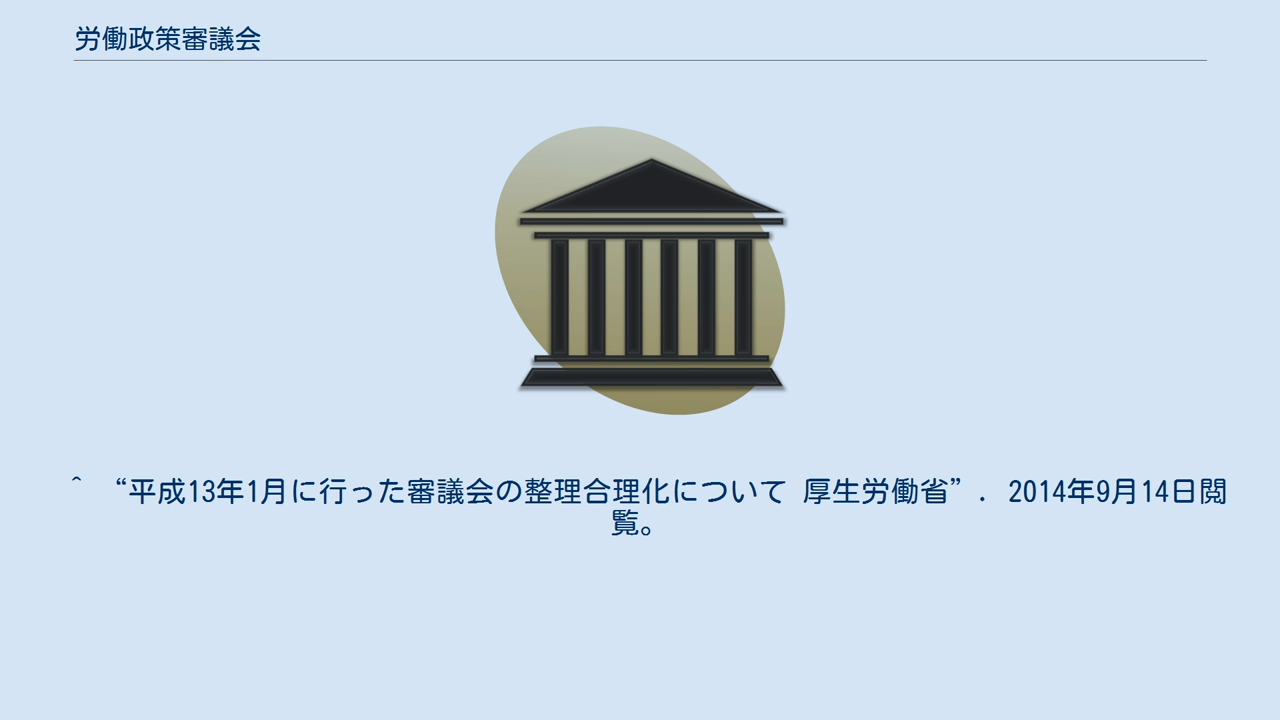 労働政策審議会
^ “平成13年1月に行った審議会の整理合理化について 厚生労働省”. 2014年9月14日閲
覧。